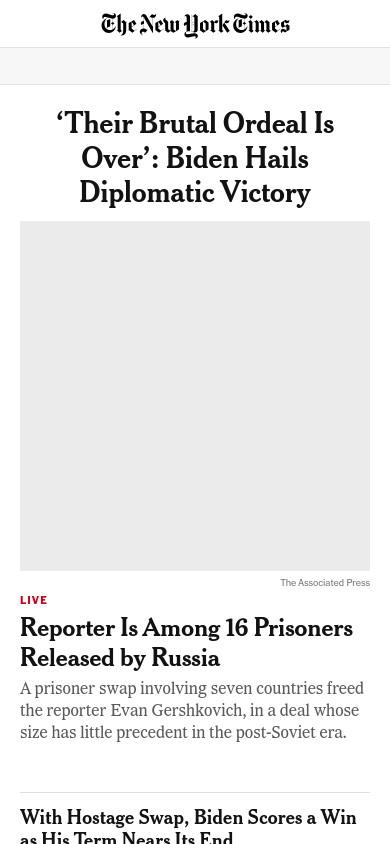 The New York Times
‘Their Brutal Ordeal Is
Over’: Biden Hails
Diplomatic Victory
The Associated Press
LIVE
Reporter Is Among 16 Prisoners
Released by Russia
A prisoner swap involving seven countries freed
the reporter Evan Gershkovich, in a deal whose
size has little precedent in the post-Soviet era.
With Hostage Swap, Biden Scores a Win
as His Term Nears Its End